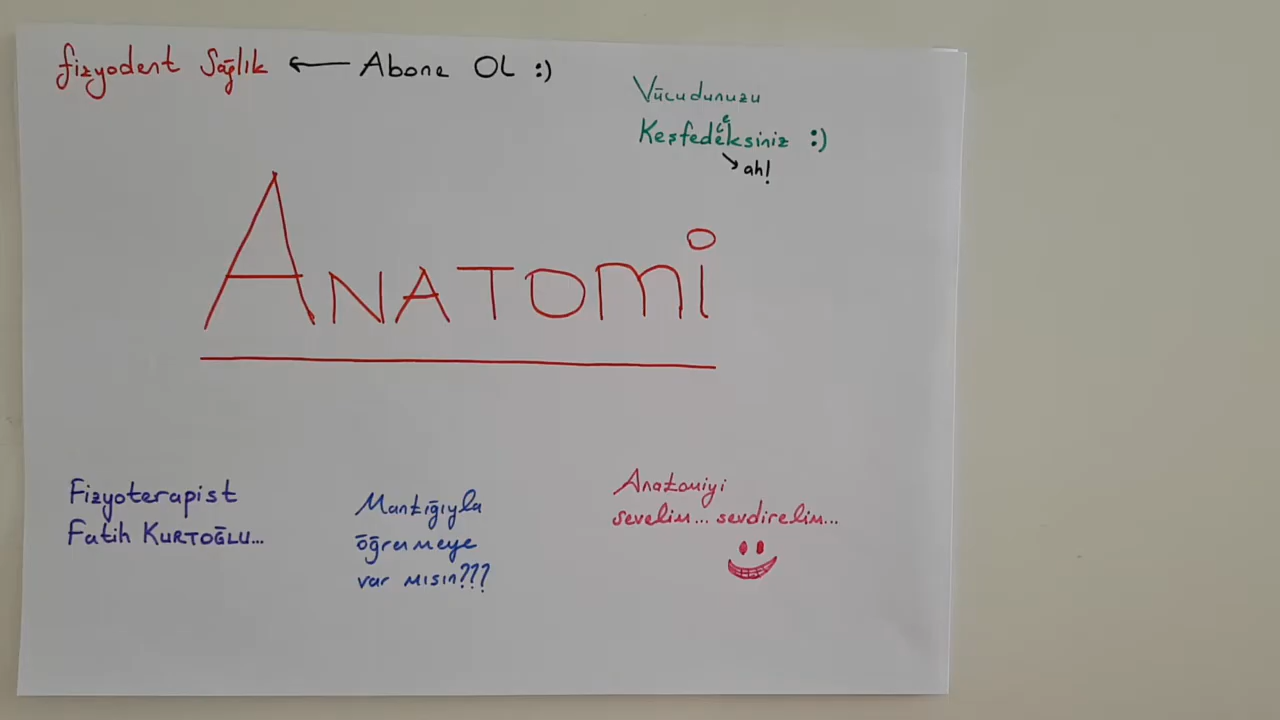 fizyodent Sağlık ← Abone OL :)
Vücudunuzu
Keşfedeceksiniz :)
ah!
ANATOMİ
Fizyoterapist
Fatih KURTOĞLU...
Mantığıyla
öğrenmeye
var mısın???
Anatomiyi
sevelim... sevdirelim...